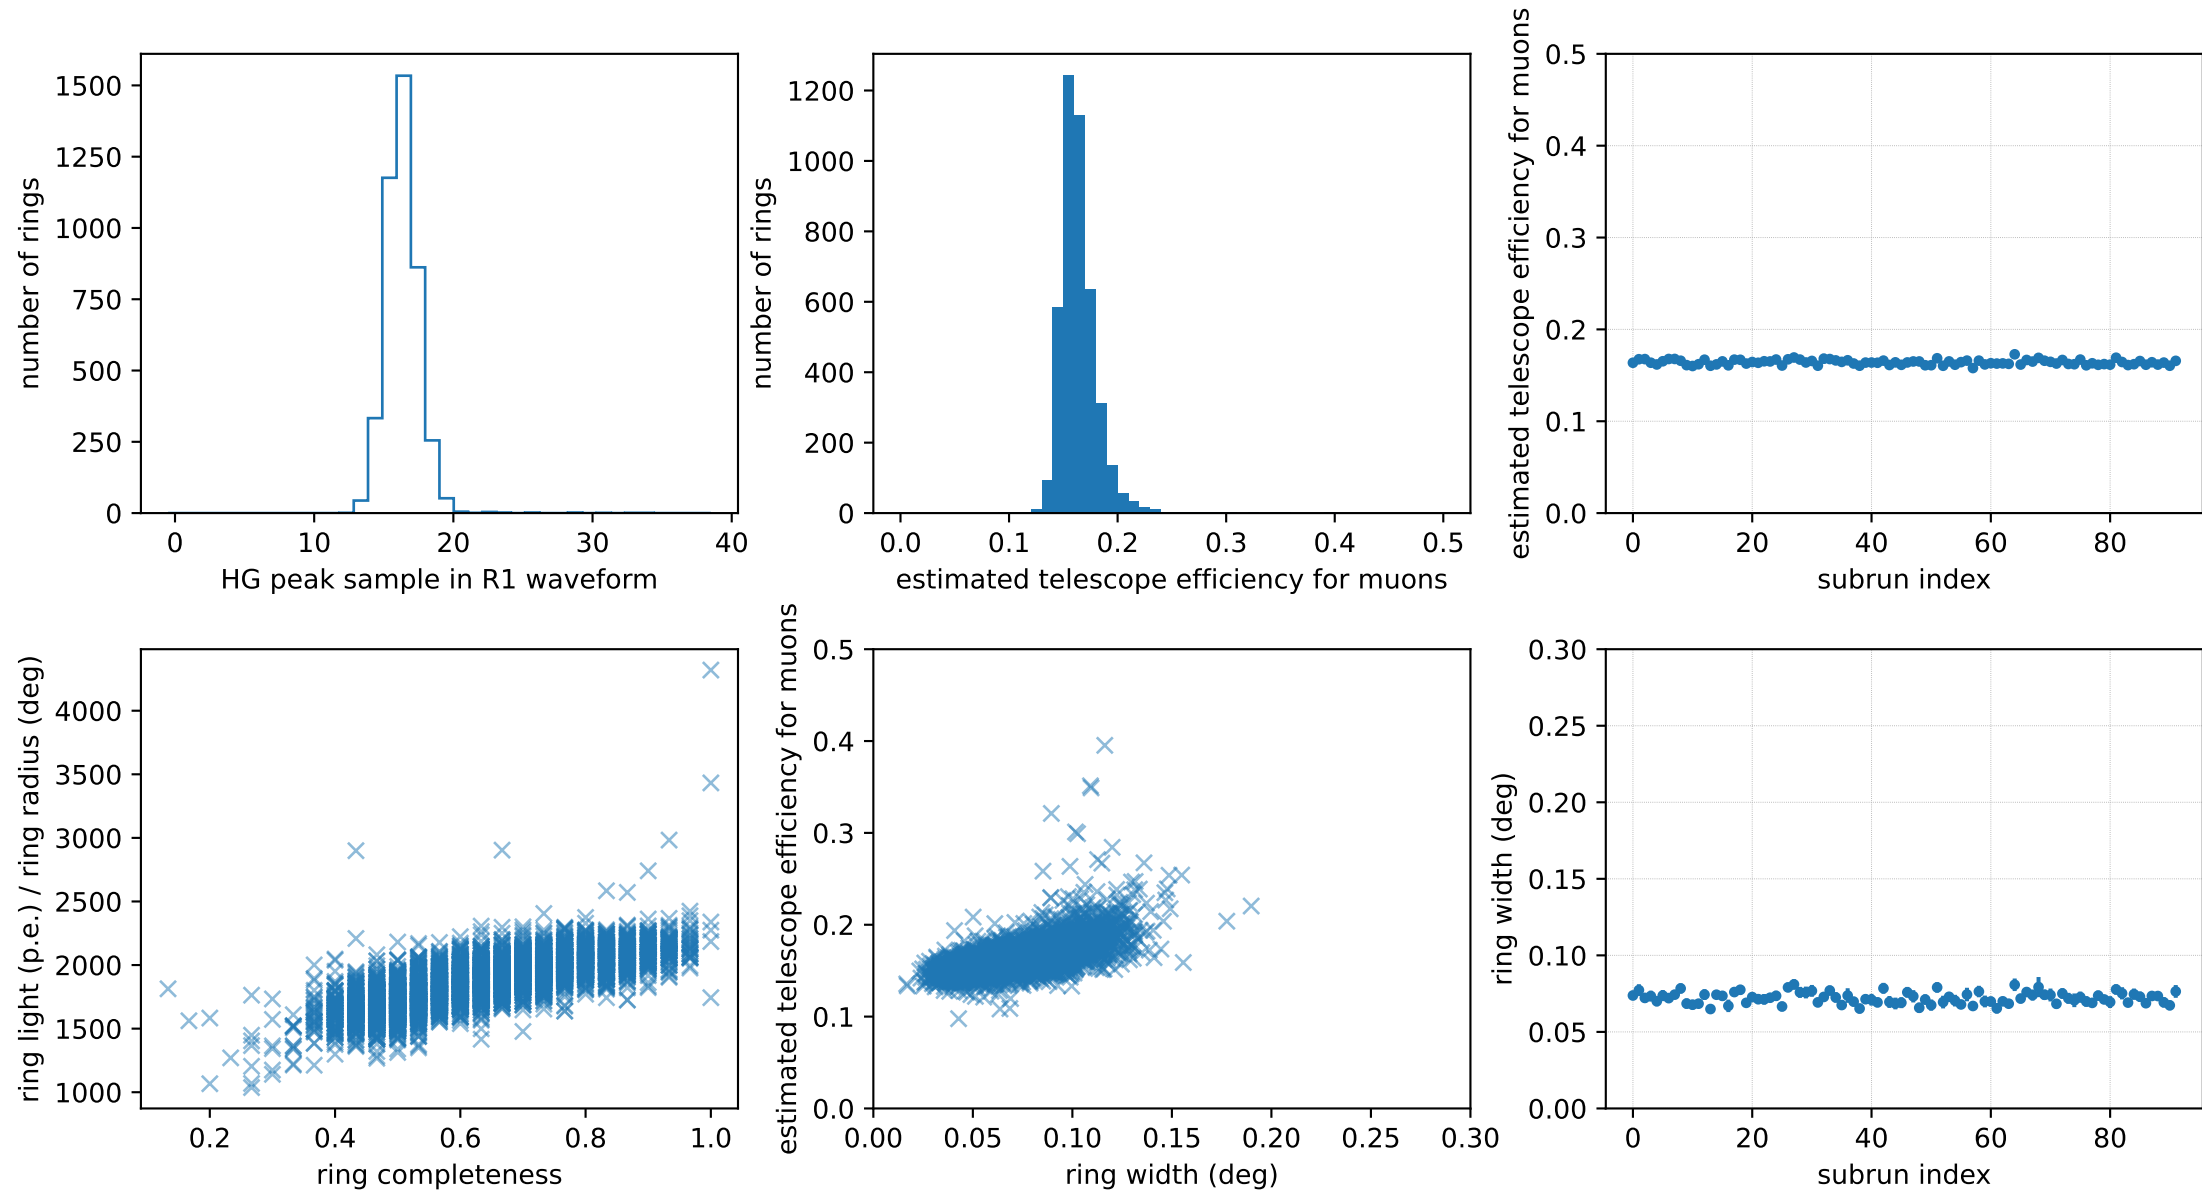 number of rings
1500
1250
1000
750
500
250
0
0 10 20 30 40
HG peak sample in R1 waveform
number of rings
1200
1000
800
600
400
200
0
0.0 0.1 0.2 0.3 0.4 0.5
estimated telescope efficiency for muons
estimated telescope efficiency for muons
0.5
0.4
0.3
0.2
0.1
0.0
0 20 40 60 80
subrun index
ring light (p.e.) / ring radius (deg)
4000
3500
3000
2500
2000
1500
1000
0.2 0.4 0.6 0.8 1.0
ring completeness
estimated telescope efficiency for muons
0.5
0.4
0.3
0.2
0.1
0.0
0.00 0.05 0.10 0.15 0.20 0.25 0.30
ring width (deg)
ring width (deg)
0.30
0.25
0.20
0.15
0.10
0.05
0.00
0 20 40 60 80
subrun index